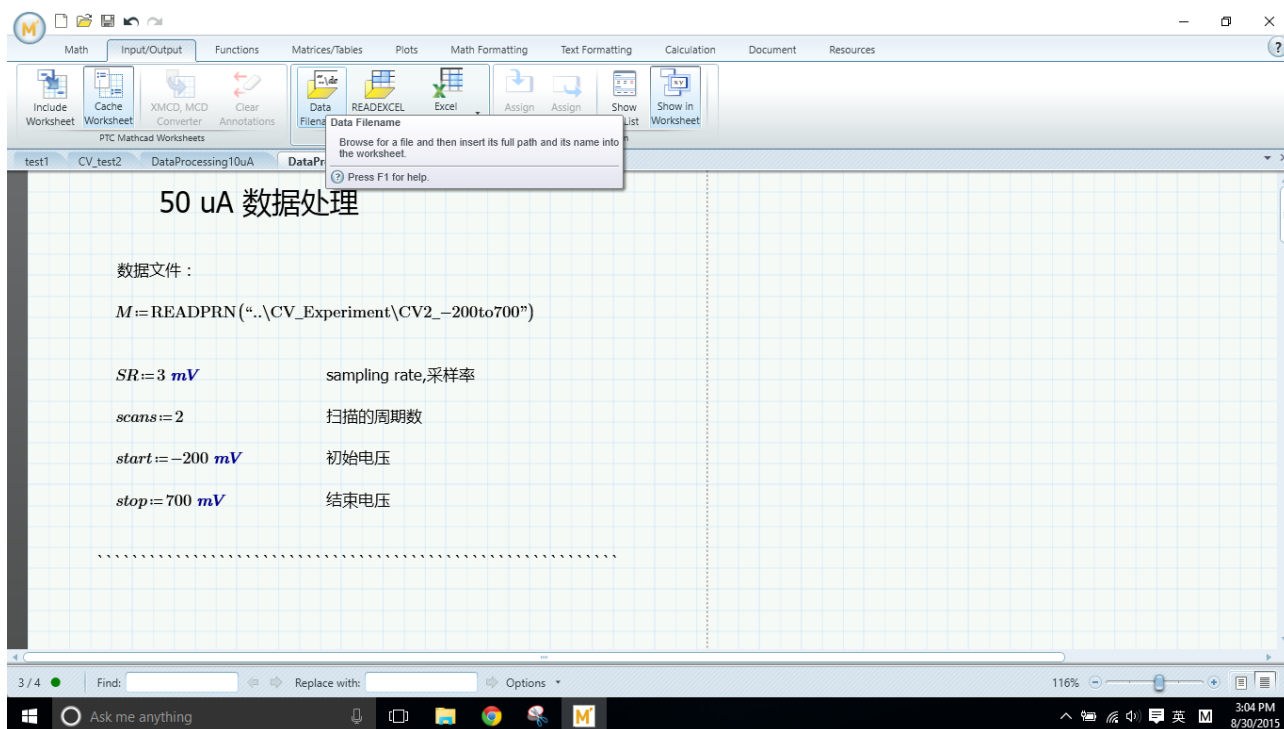 Math Input/Output Functions Matrices/Tables Plots Math Formatting Text Formatting Calculation Document Resources
Include Worksheet
Cache Worksheet
XMCD, MCD Converter
Clear Annotations
Data
READEXCEL
Excel
Assign
Assign
Show
Show in Worksheet
PTC Mathcad Worksheets
Data Filename
Browse for a file and then insert its full path and its name into
the worksheet.
Press F1 for help.
test1 CV_test2 DataProcessing10uA DataPr
50 uA 数据处理
数据文件：
M:=READPRN(“..\CV_Experiment\CV2_−200to700”)
SR:=3 mV sampling rate,采样率
scans:=2 扫描的周期数
start:=−200 mV 初始电压
stop:=700 mV 结束电压
3 / 4 Find: Replace with: Options 116%
Ask me anything 英 M 3:04 PM
8/30/2015